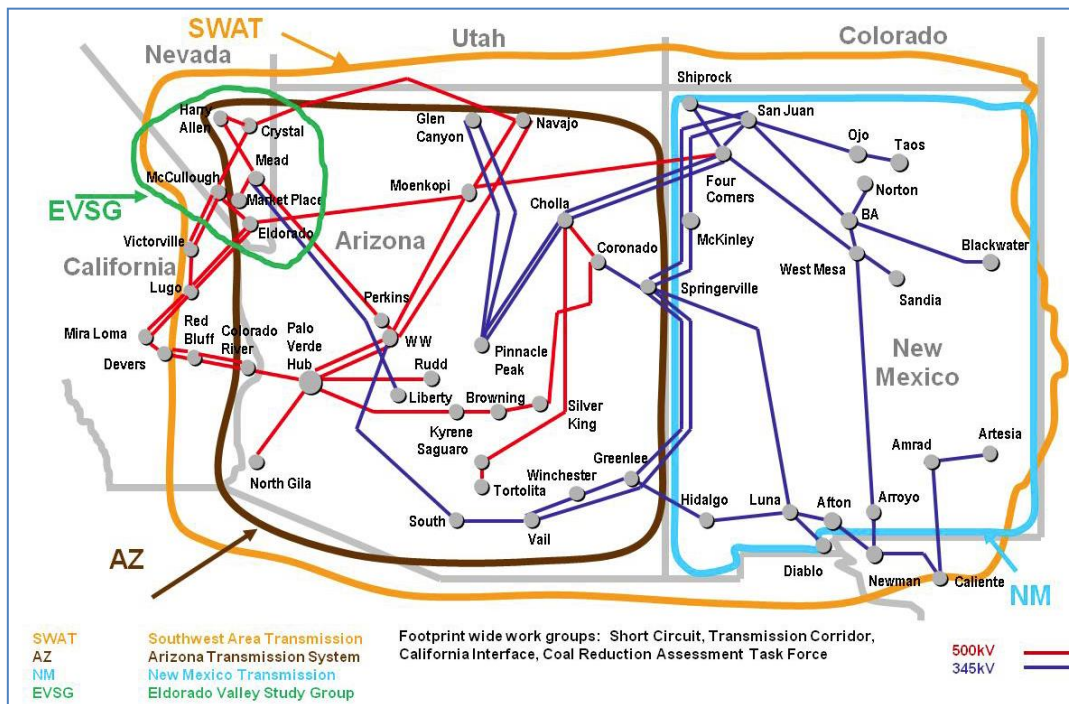 SWAT
Nevada
Utah
Colorado
Shiprock
Harry
Allen
Crystal
Glen
Canyon
Navajo
San Juan
Ojo
Taos
Mead
McCullough
Market Place
Moenkopi
Four
Corners
Norton
EVSG
Eldorado
Cholla
BA
Victorville
Arizona
Coronado
McKinley
Blackwater
California
West Mesa
Lugo
Springerville
Sandia
Perkins
Mira Loma
Red
Bluff
Colorado
River
Palo
Verde
Hub
WW
Pinnacle
Peak
New
Mexico
Devers
Rudd
Liberty
Browning
Silver
King
Kyrene
Saguaro
Amrad
Artesia
North Gila
Tortolita
Winchester
Greenlee
Hidalgo
Luna
Afton
Arroyo
South
Vail
AZ
Diablo
Newman
Caliente
NM
SWAT Southwest Area Transmission
AZ Arizona Transmission System
NM New Mexico Transmission
EVSG Eldorado Valley Study Group
Footprint wide work groups: Short Circuit, Transmission Corridor,
California Interface, Coal Reduction Assessment Task Force
500kV
345kV